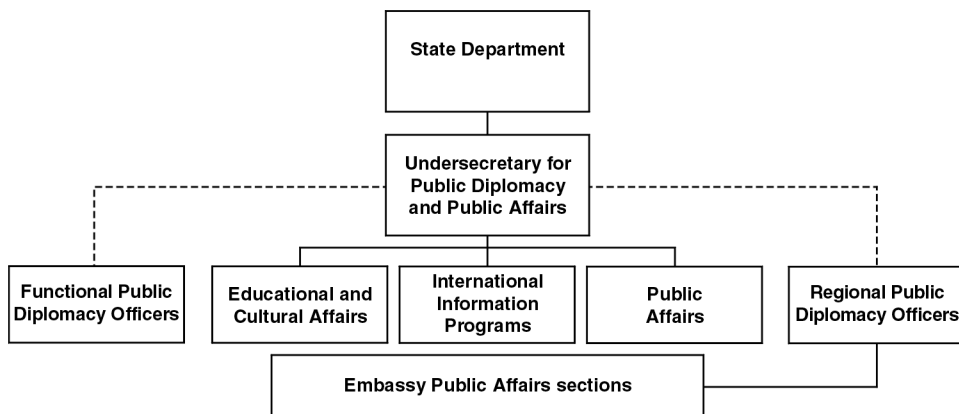 State Department
Undersecretary for
Public Diplomacy
and Public Affairs
Functional Public
Diplomacy Officers
Educational and
Cultural Affairs
International
Information
Programs
Public
Affairs
Regional Public
Diplomacy Officers
Embassy Public Affairs sections